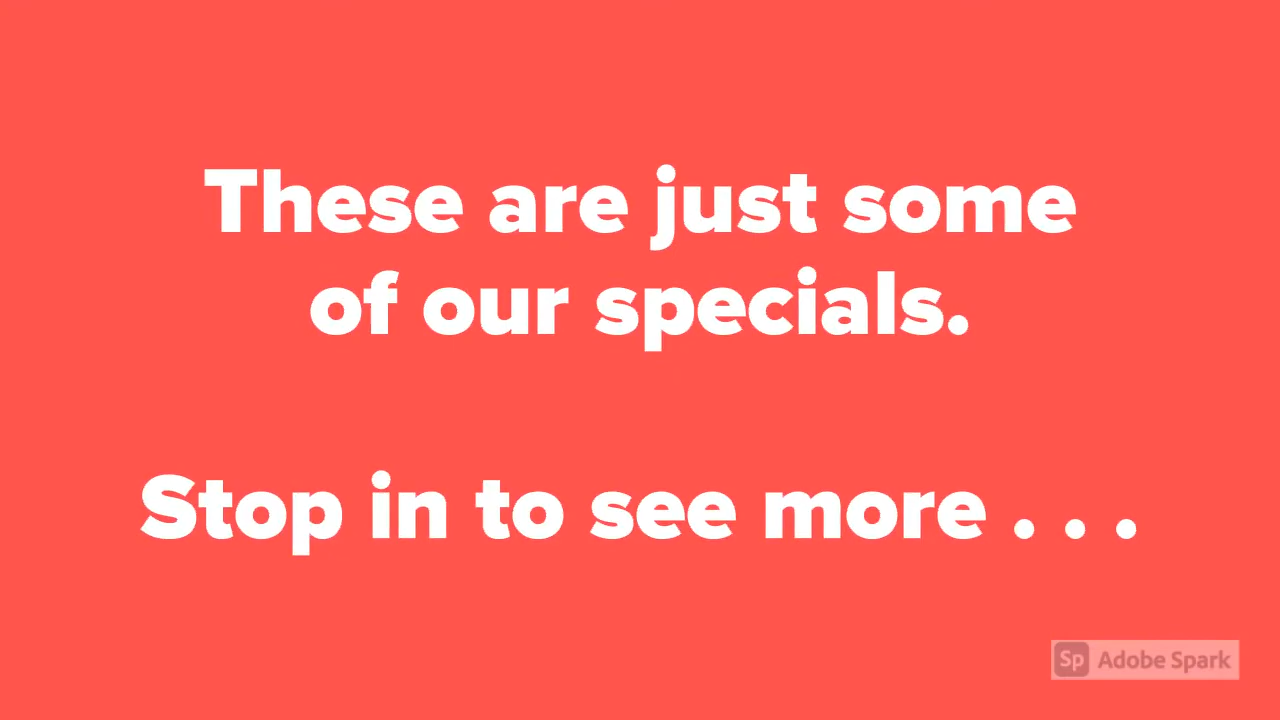 These are just some
of our specials.
Stop in to see more . . .
Sp Adobe Spark